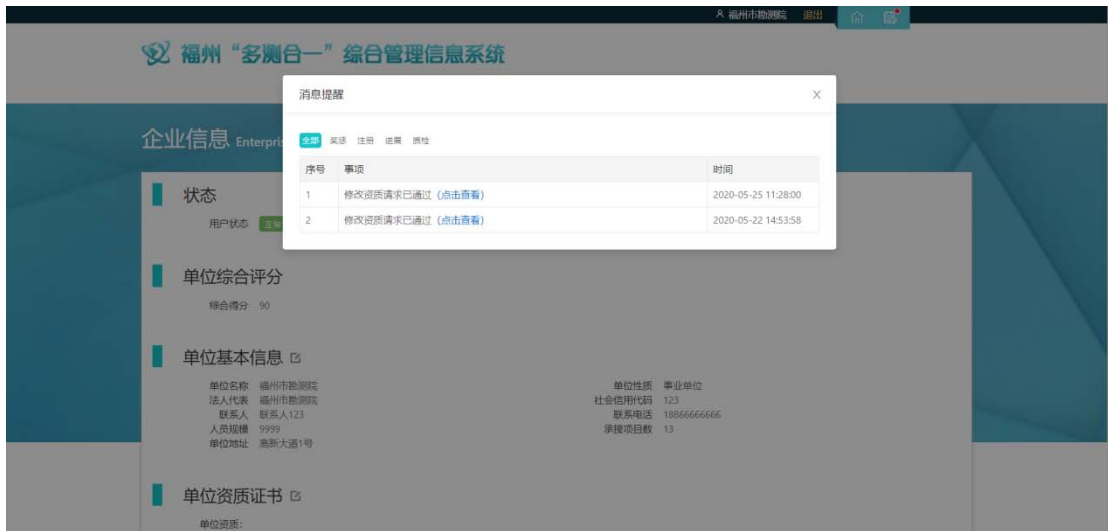 福州市勘测院 退出
福州“多测合一”综合管理信息系统
消息提醒
企业信息 Enterpris
全部 奖惩 注册 进展 质检
序号 事项 时间
1 修改资质请求已通过 (点击查看) 2020-05-25 11:28:00
2 修改资质请求已通过 (点击查看) 2020-05-22 14:53:58
状态
用户状态 正常
单位综合评分
综合得分 90
单位基本信息
单位名称 福州市勘测院 单位性质 事业单位
法人代表 福州市勘测院 社会信用代码 123
联系人 联系人123 联系电话 18866666666
人员规模 9999 承接项目数 13
单位地址 高新大道1号
单位资质证书
单位资质：